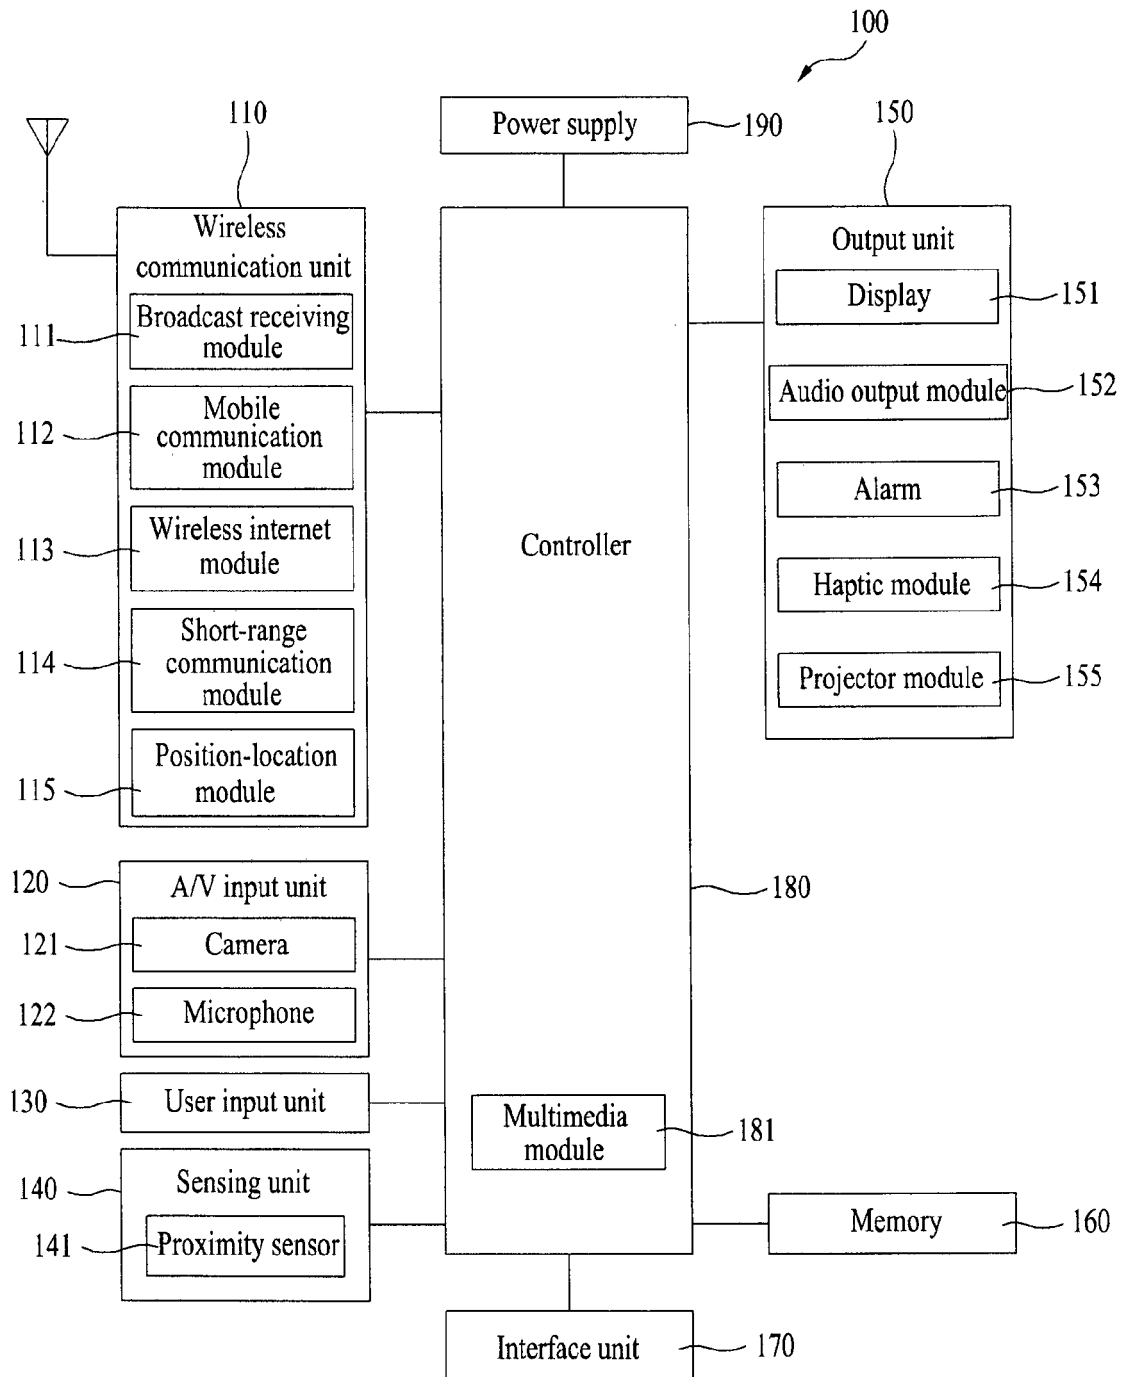 100
110
Power supply
190
150
Wireless
communication unit
Output unit
Display
151
111
Broadcast receiving
module
Audio output module
152
112
Mobile
communication
module
Alarm
153
113
Wireless internet
module
Controller
Haptic module
154
114
Short-range
communication
module
Projector module
155
115
Position-location
module
120
A/V input unit
180
121
Camera
122
Microphone
130
User input unit
Multimedia
module
181
140
Sensing unit
141
Proximity sensor
Memory
160
Interface unit
170